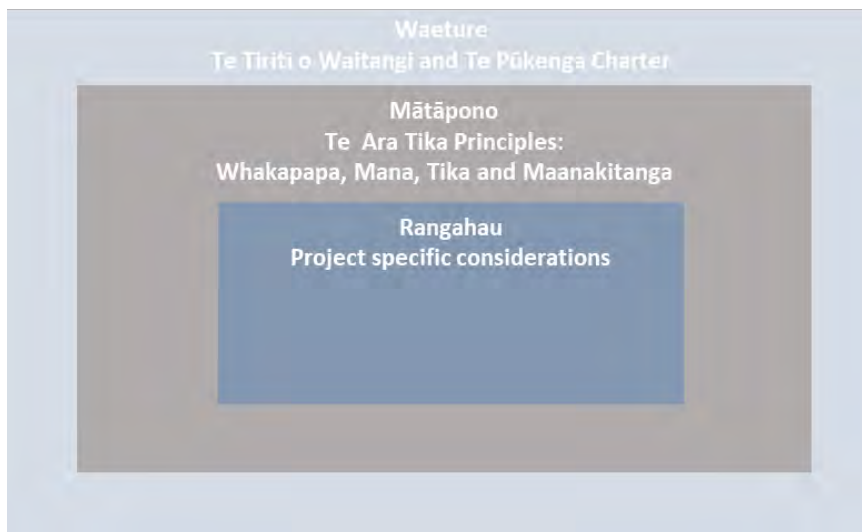 Waeture
Te Tiriti o Waitangi and Te Pūkenga Charter
Mātāpono
Te Ara Tika Principles:
Whakapapa, Mana, Tika and Maanakitanga
Rangahau
Project specific considerations